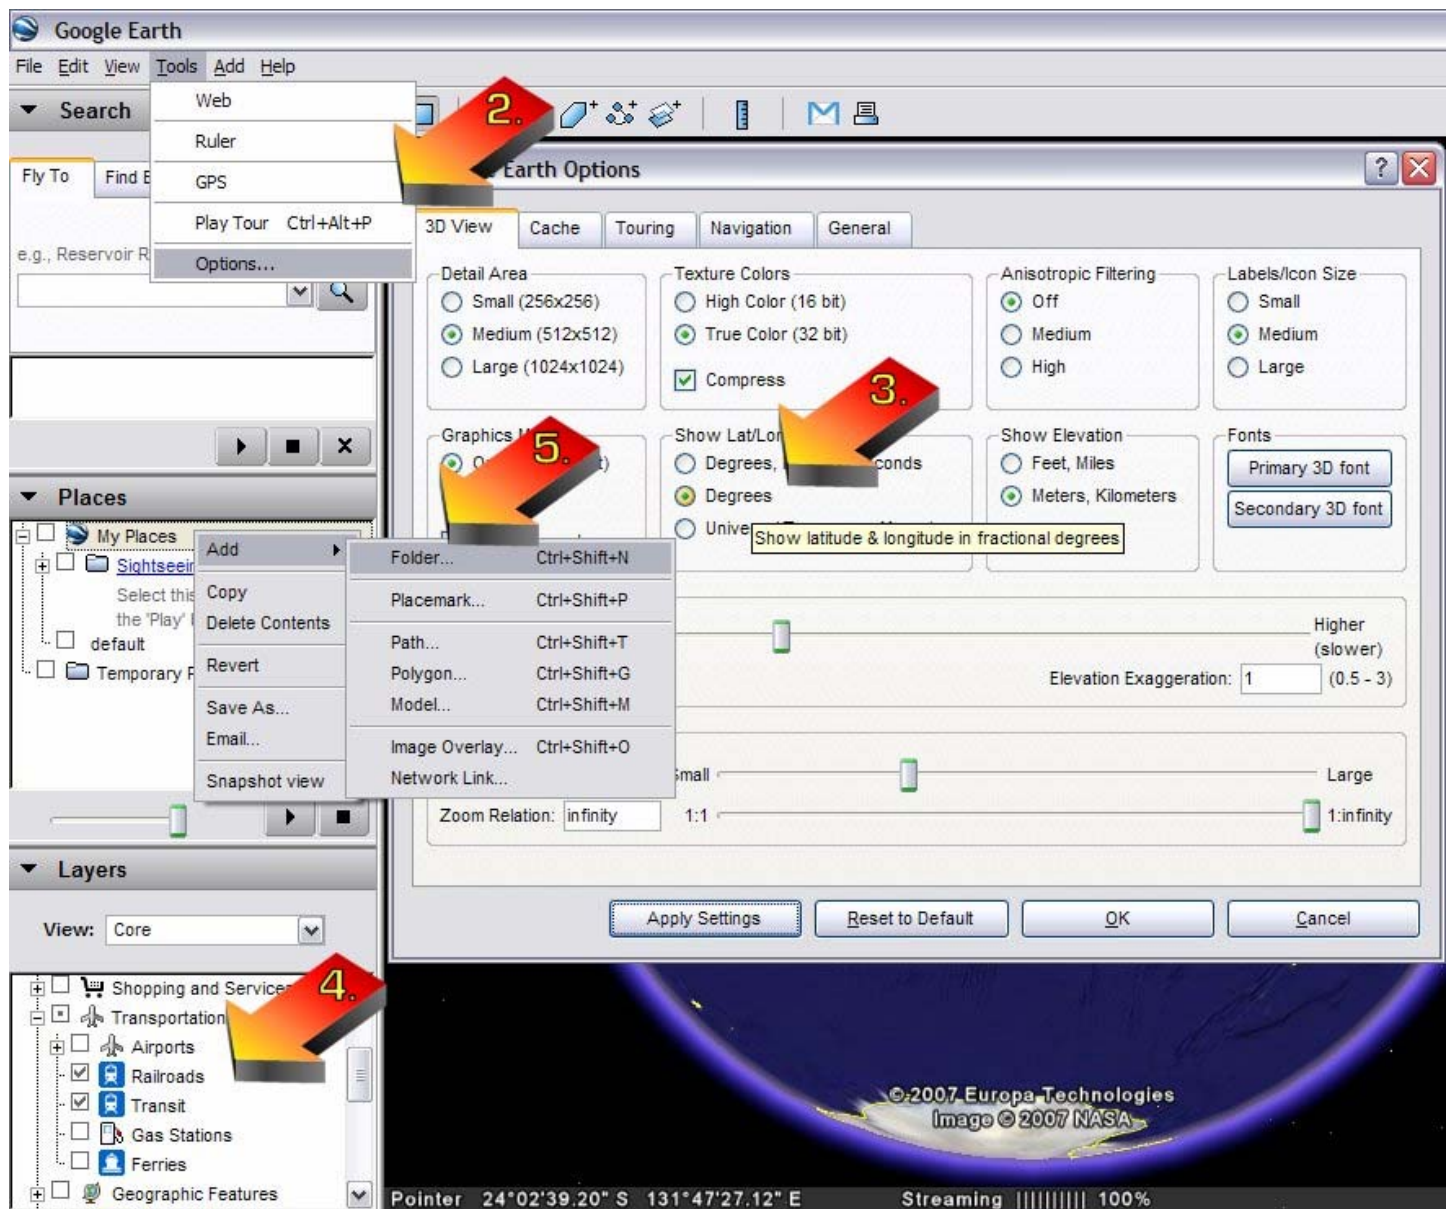 Google Earth
File Edit View Tools Add Help
Search
Web
Ruler
GPS
Play Tour Ctrl+Alt+P
Options...
2.
Fly To Find
e.g., Reservoir
Earth Options
3D View Cache Touring Navigation General
Detail Area
Small (256x256)
Medium (512x512)
Large (1024x1024)
Texture Colors
High Color (16 bit)
True Color (32 bit)
Compress
Anisotropic Filtering
Off
Medium
High
Labels/Icon Size
Small
Medium
Large
3.
5.
Graphics
Show Lat/Lon
Degrees, conds
Degrees
Show latitude & longitude in fractional degrees
Show Elevation
Feet, Miles
Meters, Kilometers
Fonts
Primary 3D font
Secondary 3D font
Higher
(slower)
Elevation Exaggeration: 1 (0.5 - 3)
Small Large
Zoom Relation: infinity 1:1 1:infinity
Apply Settings Reset to Default OK Cancel
Places
My Places
Sightseein
Select this
the 'Play'
default
Temporary P
Add
Copy
Delete Contents
Revert
Save As...
Email...
Snapshot view
Folder... Ctrl+Shift+N
Placemark... Ctrl+Shift+P
Path... Ctrl+Shift+T
Polygon... Ctrl+Shift+G
Model... Ctrl+Shift+M
Image Overlay... Ctrl+Shift+O
Network Link...
Layers
View: Core
4.
Shopping and Services
Transportation
Airports
Railroads
Transit
Gas Stations
Ferries
Geographic Features
© 2007 Europa Technologies
Image © 2007 NASA
Pointer 24°02'39.20" S 131°47'27.12" E Streaming |||||||||| 100%